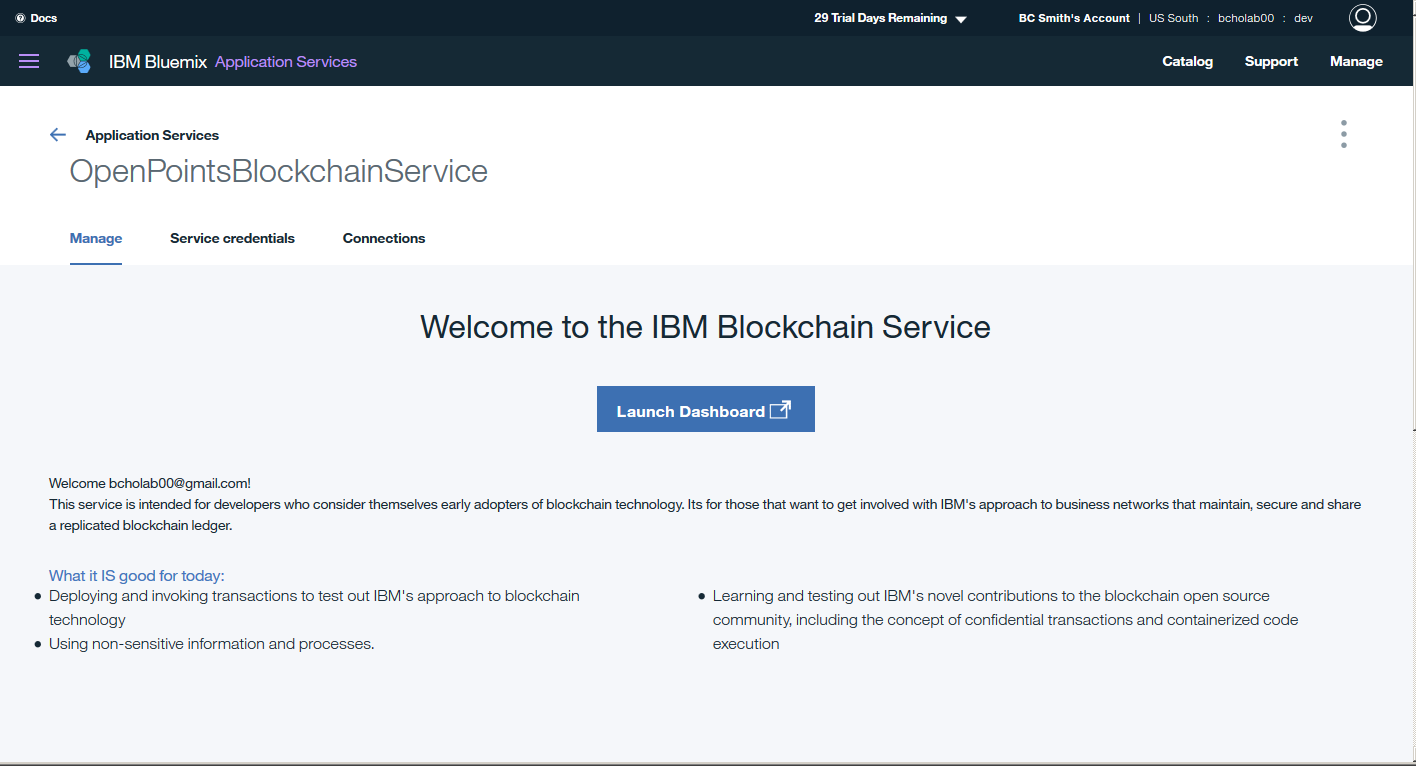 Docs
29 Trial Days Remaining
BC Smith's Account | US South : bcholab00 : dev
IBM Bluemix Application Services
Catalog
Support
Manage
Application Services
OpenPointsBlockchainService
Manage
Service credentials
Connections
Welcome to the IBM Blockchain Service
Launch Dashboard
Welcome bcholab00@gmail.com!
This service is intended for developers who consider themselves early adopters of blockchain technology. Its for those that want to get involved with IBM's approach to business networks that maintain, secure and share
a replicated blockchain ledger.
What it IS good for today:
• Deploying and invoking transactions to test out IBM's approach to blockchain
technology
• Using non-sensitive information and processes.
• Learning and testing out IBM's novel contributions to the blockchain open source
community, including the concept of confidential transactions and containerized code
execution